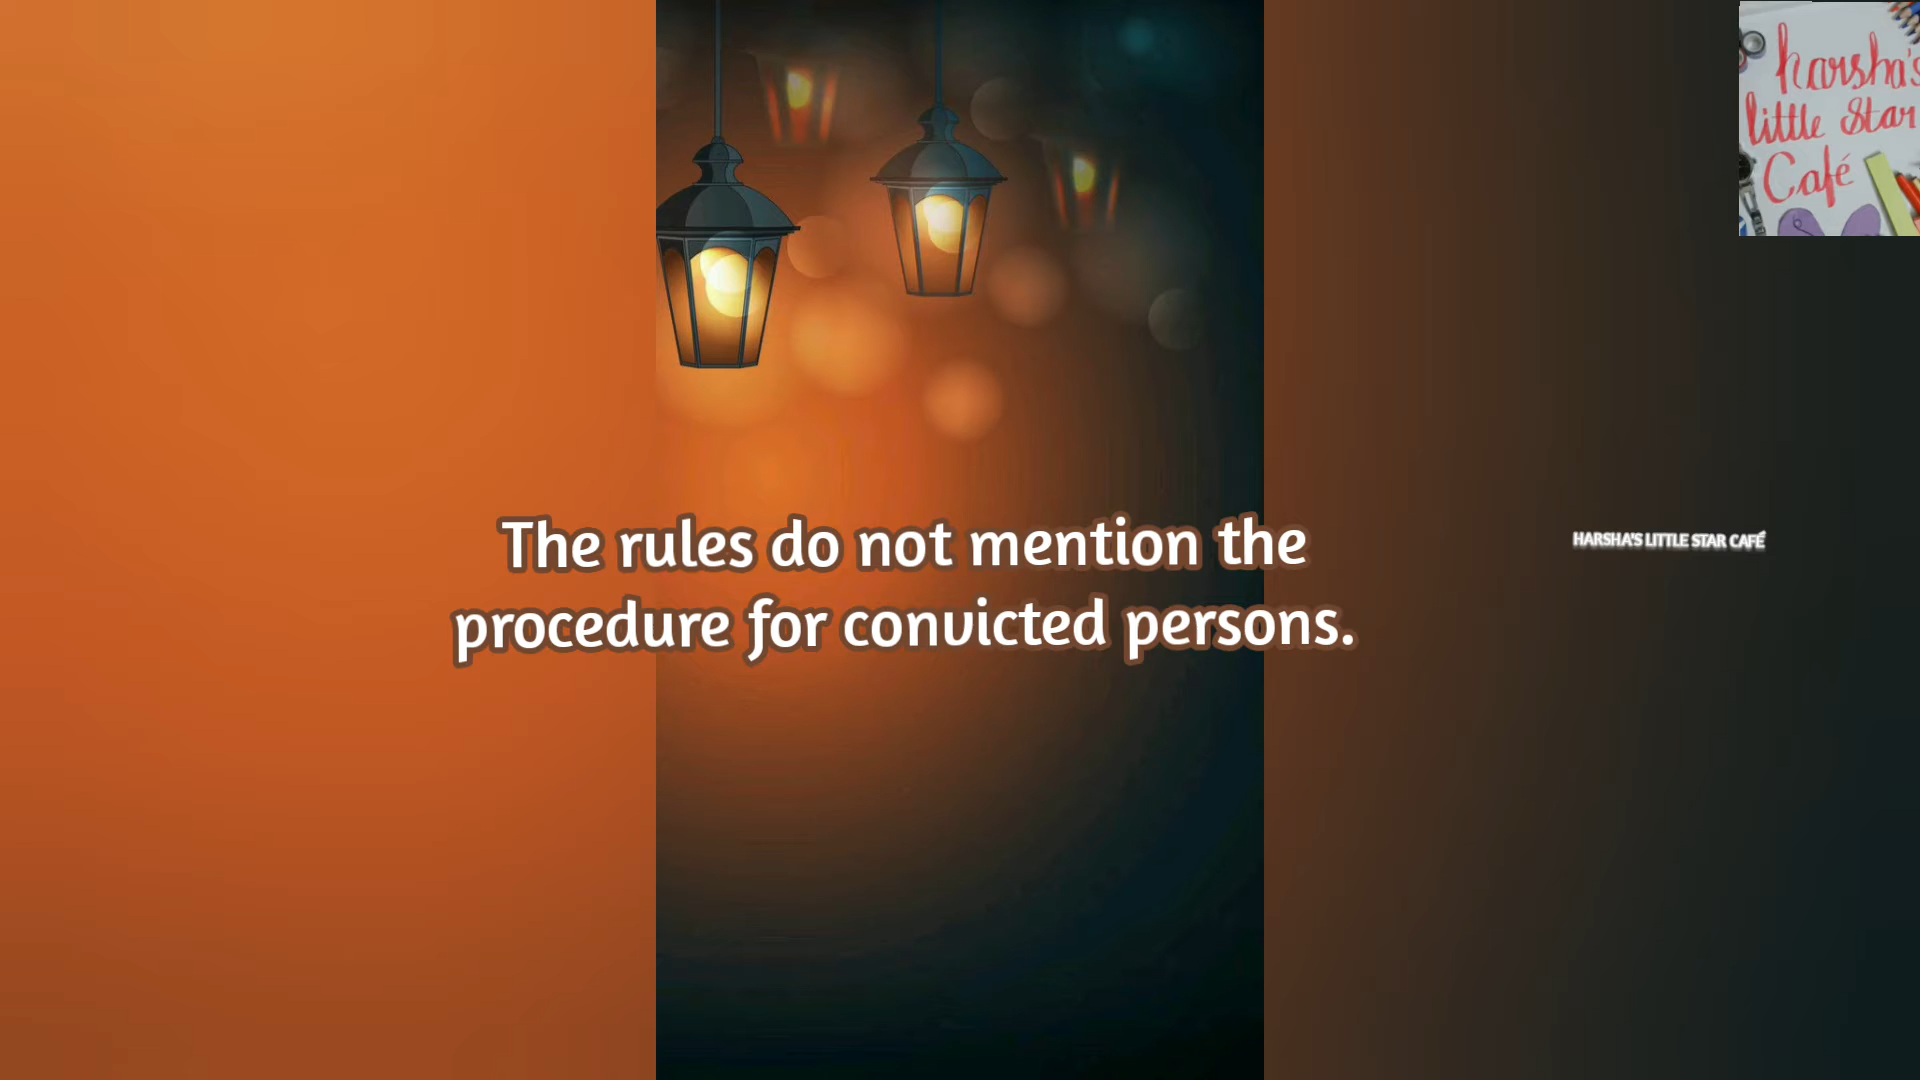 harsha's
little Star
Café
The rules do not mention the
procedure for convicted persons.
HARSHA'S LITTLE STAR CAFÉ